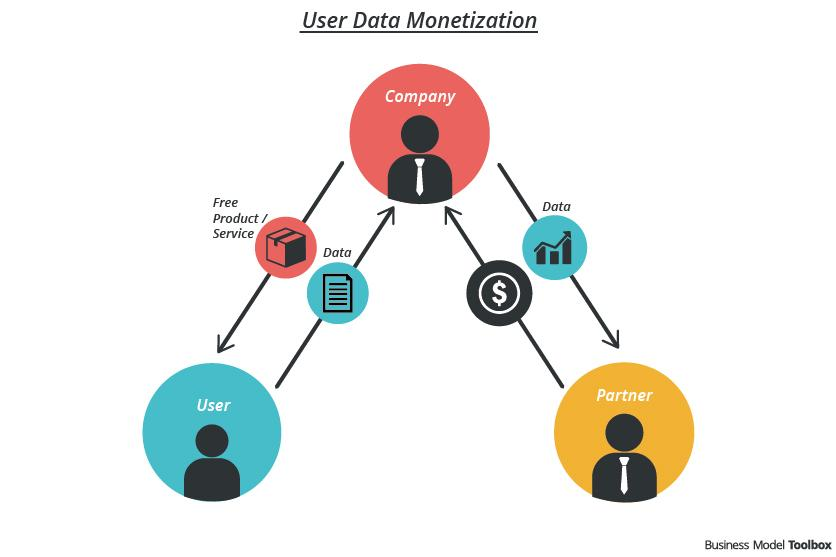 User Data Monetization
Company
Free
Product /
Service
Data
Data
$
User
Partner
Business Model Toolbox